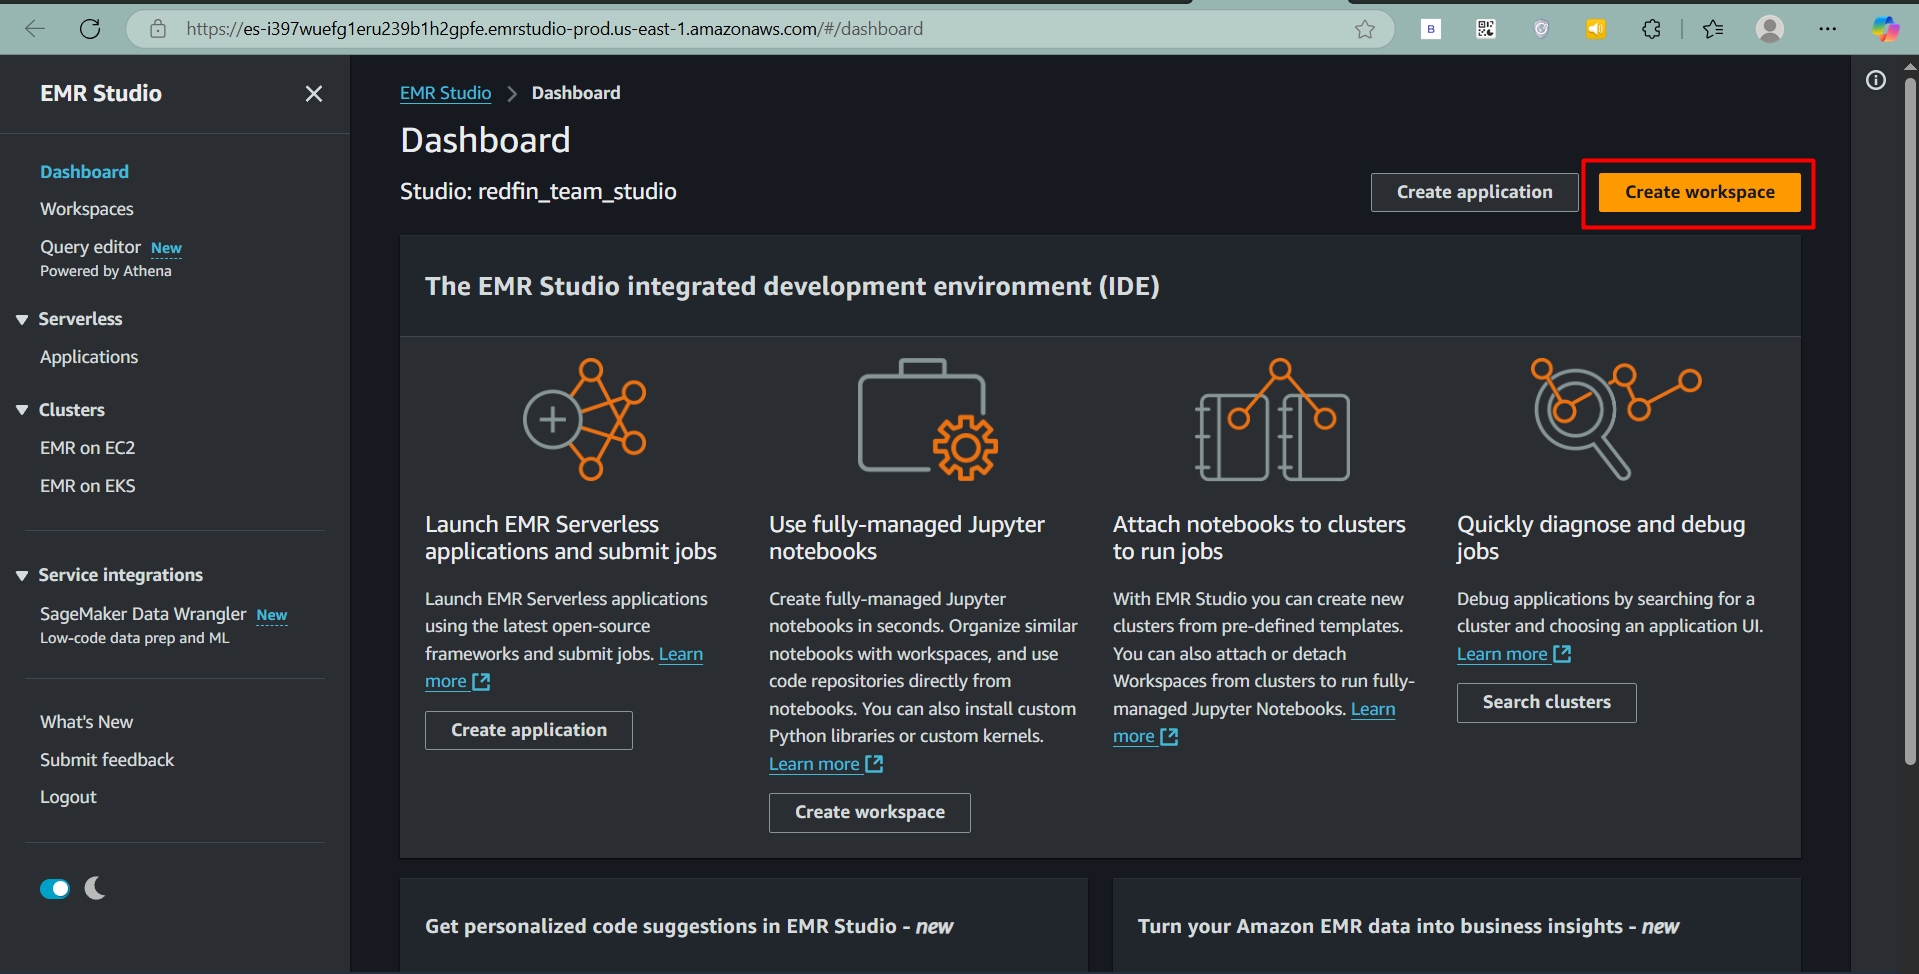 https://es-i397wuefg1eru239b1h2gpfe.emrstudio-prod.us-east-1.amazonaws.com/#/dashboard
B
EMR Studio
Dashboard
Workspaces
Query editor New
Powered by Athena
Serverless
Applications
Clusters
EMR on EC2
EMR on EKS
Service integrations
SageMaker Data Wrangler New
Low-code data prep and ML
What's New
Submit feedback
Logout
EMR Studio > Dashboard
Dashboard
Studio: redfin_team_studio
Create application
Create workspace
The EMR Studio integrated development environment (IDE)
Launch EMR Serverless
applications and submit jobs
Launch EMR Serverless applications
using the latest open-source
frameworks and submit jobs. Learn
more
Create application
Use fully-managed Jupyter
notebooks
Create fully-managed Jupyter
notebooks in seconds. Organize similar
notebooks with workspaces, and use
code repositories directly from
notebooks. You can also install custom
Python libraries or custom kernels.
Learn more
Create workspace
Attach notebooks to clusters
to run jobs
With EMR Studio you can create new
clusters from pre-defined templates.
You can also attach or detach
Workspaces from clusters to run fully-
managed Jupyter Notebooks. Learn
more
Quickly diagnose and debug
jobs
Debug applications by searching for a
cluster and choosing an application UI.
Learn more
Search clusters
Get personalized code suggestions in EMR Studio - new
Turn your Amazon EMR data into business insights - new